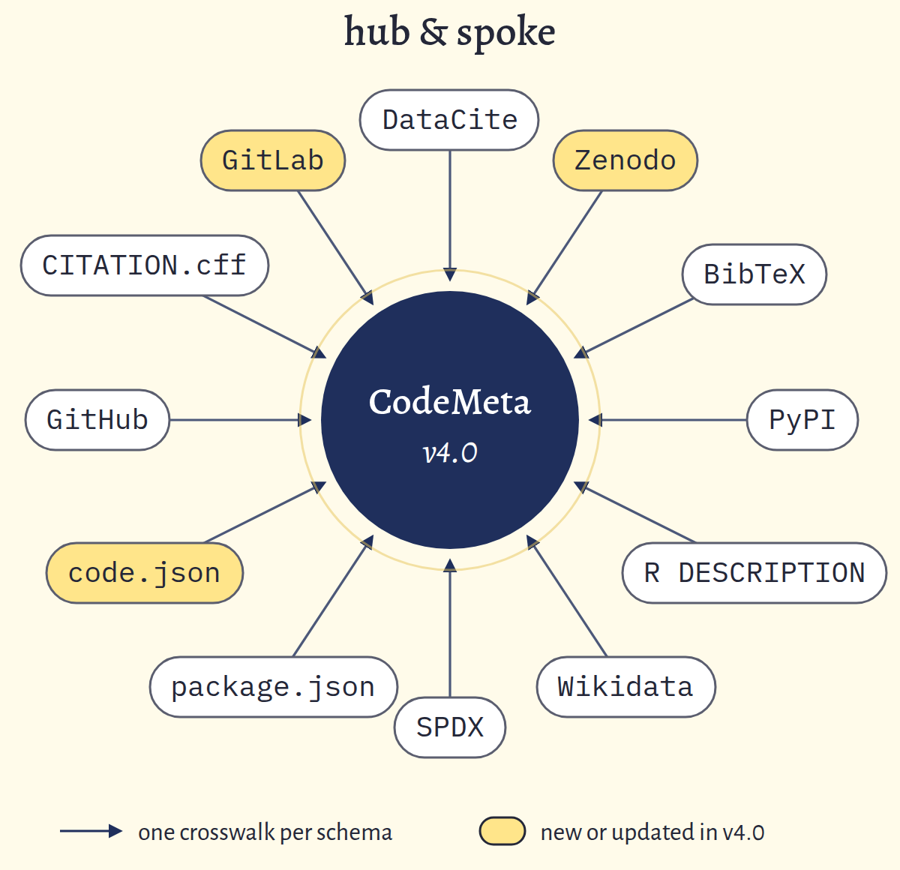 hub & spoke
DataCite
GitLab
Zenodo
CITATION.cff
BibTeX
CodeMeta
v4.0
GitHub
PyPI
code.json
R DESCRIPTION
package.json
Wikidata
SPDX
one crosswalk per schema
new or updated in v4.0